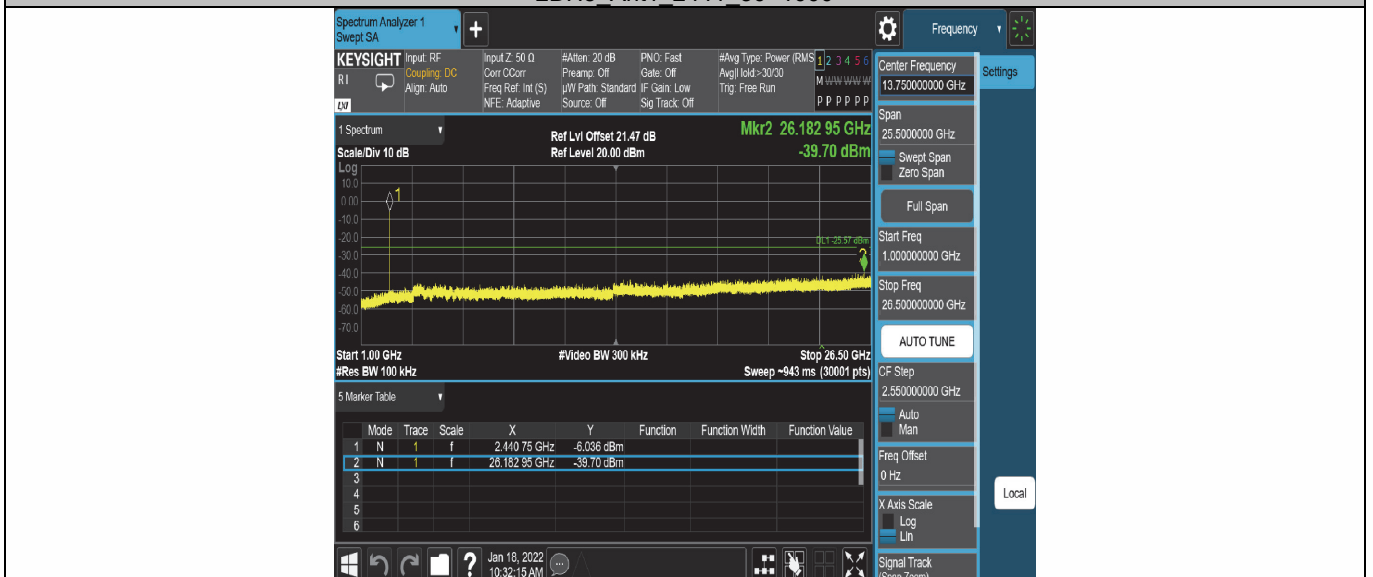 Spectrum Analyzer 1
Swept SA
+
Frequency
KEYSIGHT
RI
LXI
Input: RF
Coupling: DC
Align: Auto
Input Z: 50 Ω
Corr CCorr
Freq Ref: Int (S)
NFE: Adaptive
#Atten: 20 dB
Preamp: Off
µW Path: Standard
Source: Off
PNO: Fast
Gate: Off
IF Gain: Low
Sig Track: Off
#Avg Type: Power (RMS
Avg|Hold:>30/30
Trig: Free Run
1 2 3 4 5 6
M W W W W W
P P P P P P
1 Spectrum
Scale/Div 10 dB
Ref Lvl Offset 21.47 dB
Ref Level 20.00 dBm
Mkr2 26.182 95 GHz
-39.70 dBm
Log
10.0
0.00
-10.0
-20.0
-30.0
-40.0
-50.0
-60.0
-70.0
1
DL1 -25.57 dBm
2
Start 1.00 GHz
#Res BW 100 kHz
#Video BW 300 kHz
Stop 26.50 GHz
Sweep ~943 ms (30001 pts)
5 Marker Table
Mode Trace Scale X Y Function Function Width Function Value
1 N 1 f 2.440 75 GHz -6.036 dBm
2 N 1 f 26.182 95 GHz -39.70 dBm
3
4
5
6
?
Jan 18, 2022
10:32:15 AM
Center Frequency
13.750000000 GHz
Span
25.5000000 GHz
Swept Span
Zero Span
Full Span
Start Freq
1.000000000 GHz
Stop Freq
26.500000000 GHz
AUTO TUNE
CF Step
2.550000000 GHz
Auto
Man
Freq Offset
0 Hz
X Axis Scale
Log
Lin
Signal Track
(Span Zoom)
Settings
Local